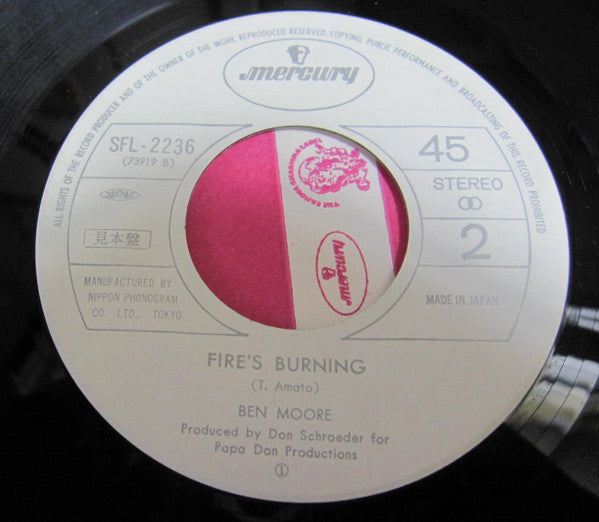 ALL RIGHTS OF THE RECORD PRODUCER AND OF THE OWNER OF THE WORK REPRODUCED RESERVED, COPYING, PUBLIC PERFORMANCE AND BROADCASTING OF THIS RECORD PROHIBITED
mercury
SFL-2236
(73919 B)
JASRAC
見本盤
MANUFACTURED BY
NIPPON PHONOGRAM
CO. LTD., TOKYO
45
STEREO
2
MADE IN JAPAN
mercury
FIRE'S BURNING
(T. Amato)
BEN MOORE
Produced by Don Schroeder for
Papa Don Productions
①